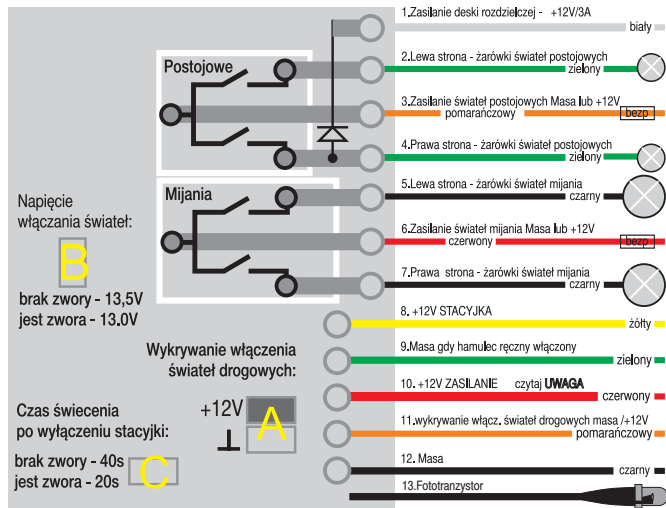 1.Zasilanie deski rozdzielczej - +12V/3A
biały
Postojowe
2.Lewa strona - żarówki świateł postojowych
zielony
3.Zasilanie świateł postojowych Masa lub +12V
pomarańczowy
bezp
4.Prawa strona - żarówki świateł postojowych
zielony
Mijania
5.Lewa strona - żarówki świateł mijania
czarny
6.Zasilanie świateł mijania Masa lub +12V
czerwony
bezp
7.Prawa strona - żarówki świateł mijania
czarny
Napięcie
włączania świateł:
B
brak zwory - 13,5V
jest zwora - 13.0V
8. +12V STACYJKA
żółty
Wykrywanie włączenia
świateł drogowych:
9.Masa gdy hamulec ręczny włączony
zielony
+12V
A
10. +12V ZASILANIE czytaj UWAGA
czerwony
Czas świecenia
po wyłączeniu stacyjki:
11.wykrywanie włącz. świateł drogowych masa /+12V
pomarańczowy
brak zwory - 40s
jest zwora - 20s
C
12. Masa
czarny
13.Fototranzystor